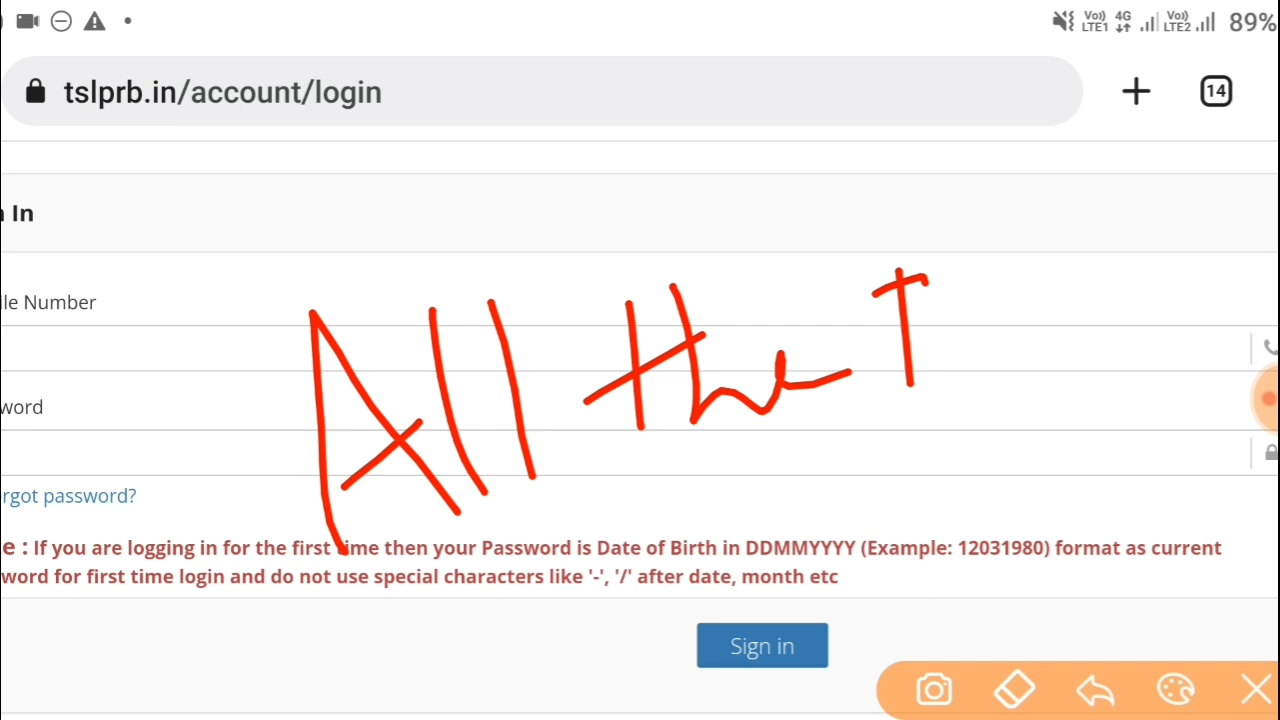 Vo)) 4G Vo)) 89%
LTE1 LTE2
tslprb.in/account/login 14
In
ile Number
All the T
word
rgot password?
e : If you are logging in for the first time then your Password is Date of Birth in DDMMYYYY (Example: 12031980) format as current
word for first time login and do not use special characters like '-', '/' after date, month etc
Sign in